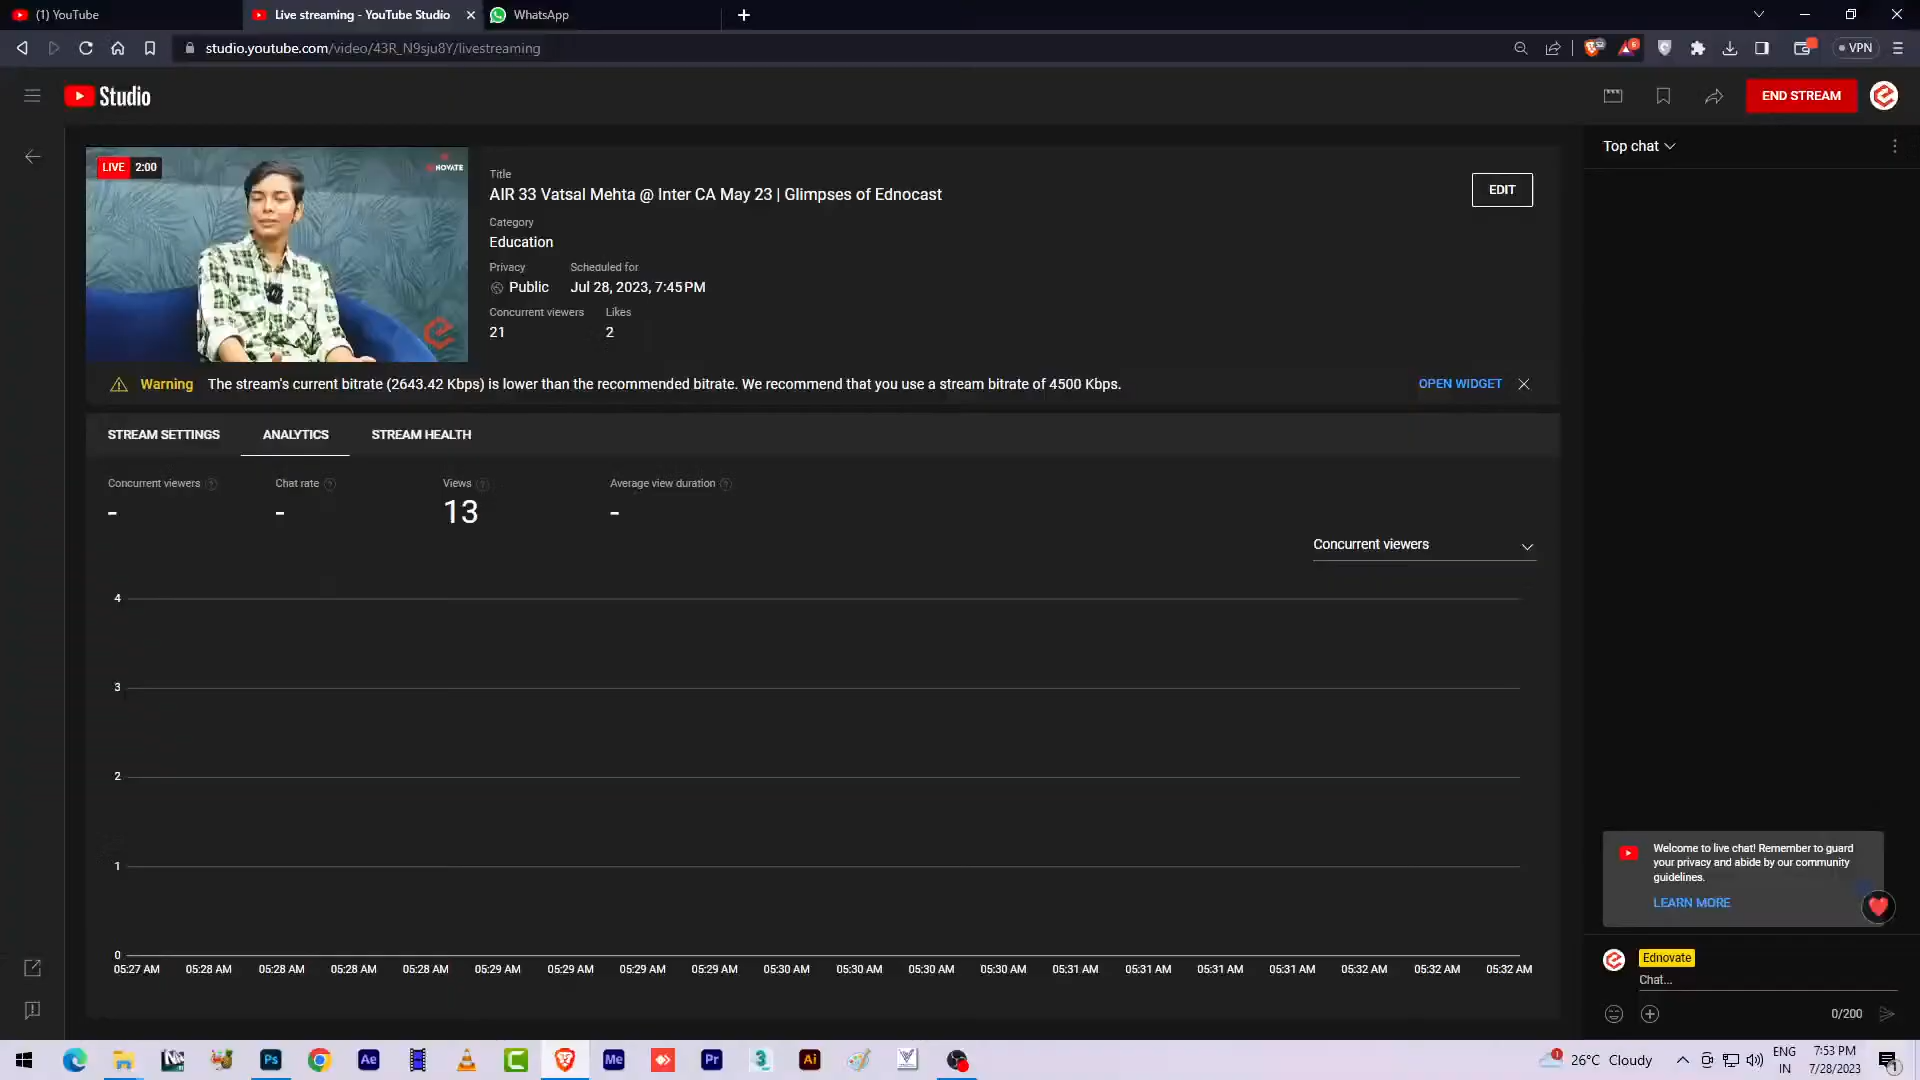 (1) YouTube
Live streaming - YouTube Studio
WhatsApp
studio.youtube.com/video/43R_N9sju8Y/livestreaming
VPN
Studio
END STREAM
LIVE 2:00
NOVATE
Title
AIR 33 Vatsal Mehta @ Inter CA May 23 | Glimpses of Ednocast
EDIT
Category
Education
Privacy Scheduled for
Public Jul 28, 2023, 7:45 PM
Concurrent viewers Likes
21 2
Warning The stream's current bitrate (2643.42 Kbps) is lower than the recommended bitrate. We recommend that you use a stream bitrate of 4500 Kbps.
OPEN WIDGET
STREAM SETTINGS ANALYTICS STREAM HEALTH
Concurrent viewers Chat rate Views Average view duration
- - 13 -
Concurrent viewers
4
3
2
1
0
05:27 AM 05:28 AM 05:28 AM 05:28 AM 05:28 AM 05:29 AM 05:29 AM 05:29 AM 05:29 AM 05:30 AM 05:30 AM 05:30 AM 05:30 AM 05:31 AM 05:31 AM 05:31 AM 05:31 AM 05:32 AM 05:32 AM 05:32 AM
Top chat
Welcome to live chat! Remember to guard
your privacy and abide by our community
guidelines.
LEARN MORE
Ednovate
Chat...
0/200
Ps
Ae
Me
Pr
3
Ai
1
26°C Cloudy
ENG
IN
7:53 PM
7/28/2023
1